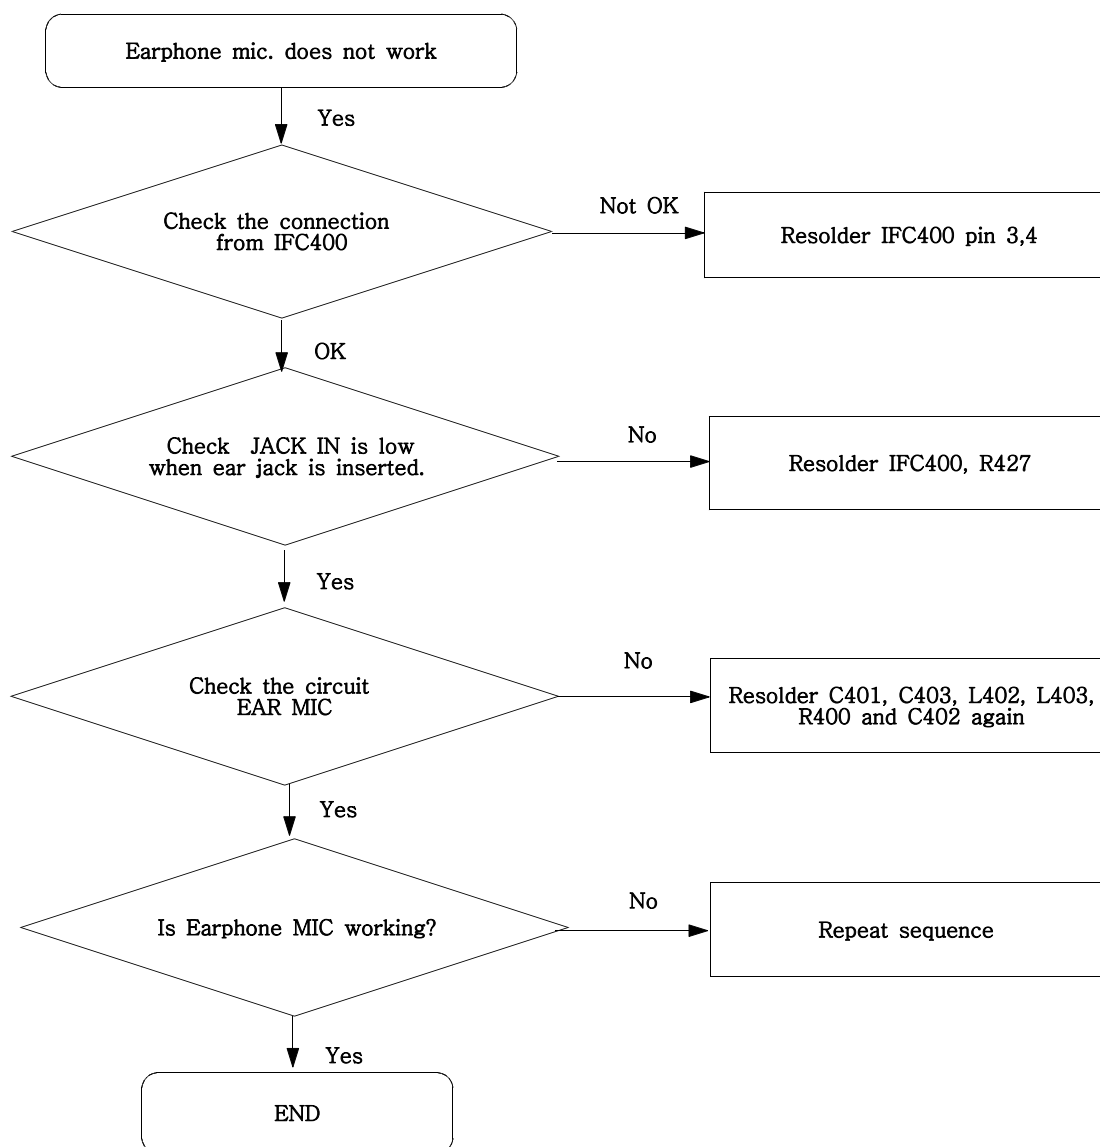 Earphone mic. does not work
Yes
Check the connection
from IFC400
Not OK
Resolder IFC400 pin 3,4
OK
Check JACK IN is low
when ear jack is inserted.
No
Resolder IFC400, R427
Yes
Check the circuit
EAR MIC
No
Resolder C401, C403, L402, L403,
R400 and C402 again
Yes
Is Earphone MIC working?
No
Repeat sequence
Yes
END